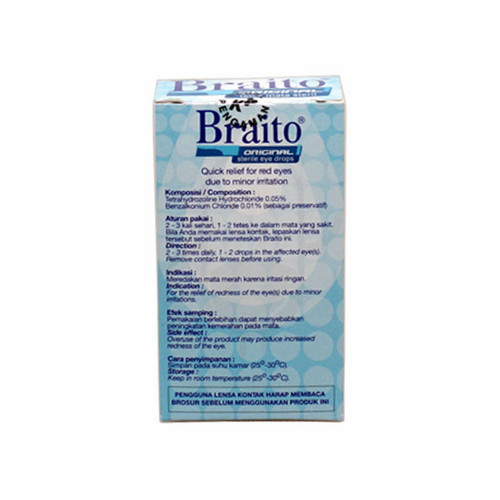 Braito
ORIGINAL
PENGAMAN
Braito®
ORIGINAL
sterile eye drops
Quick relief for red eyes
due to minor irritation
Komposisi / Composition :
Tetrahydrozoline Hydrochloride 0.05%
Benzalkonium Chloride 0.01% (sebagai preservatif)
Aturan pakai :
2 - 3 kali sehari, 1 - 2 tetes ke dalam mata yang sakit.
Bila Anda memakai lensa kontak, lepaskan lensa
tersebut sebelum meneteskan Braito ini.
Direction :
2 - 3 times daily, 1 - 2 drops in the affected eye(s).
Remove contact lenses before using.
Indikasi :
Meredakan mata merah karena iritasi ringan.
Indication :
For the relief of redness of the eye(s) due to minor
irritations.
Efek samping :
Pemakaian berlebihan dapat menyebabkan
peningkatan kemerahan pada mata.
Side effect :
Overuse of the product may produce increased
redness of the eye.
Cara penyimpanan :
Simpan pada suhu kamar (25°-30°C).
Storage :
Keep in room temperature (25°-30°C).
PENGGUNA LENSA KONTAK HARAP MEMBACA
BROSUR SEBELUM MENGGUNAKAN PRODUK INI